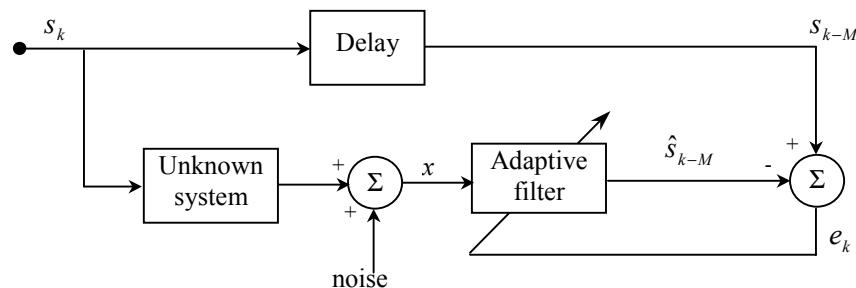 s_k
Delay
s_{k−M}
Unknown
system
+
+
Σ
x
Adaptive
filter
ŝ_{k−M}
+
-
Σ
e_k
noise